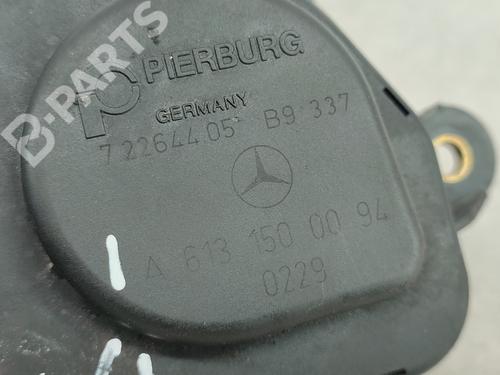 B-PARTS
PIERBURG
GERMANY
7 22644 05 B9 337
A 613 150 00 94
0229